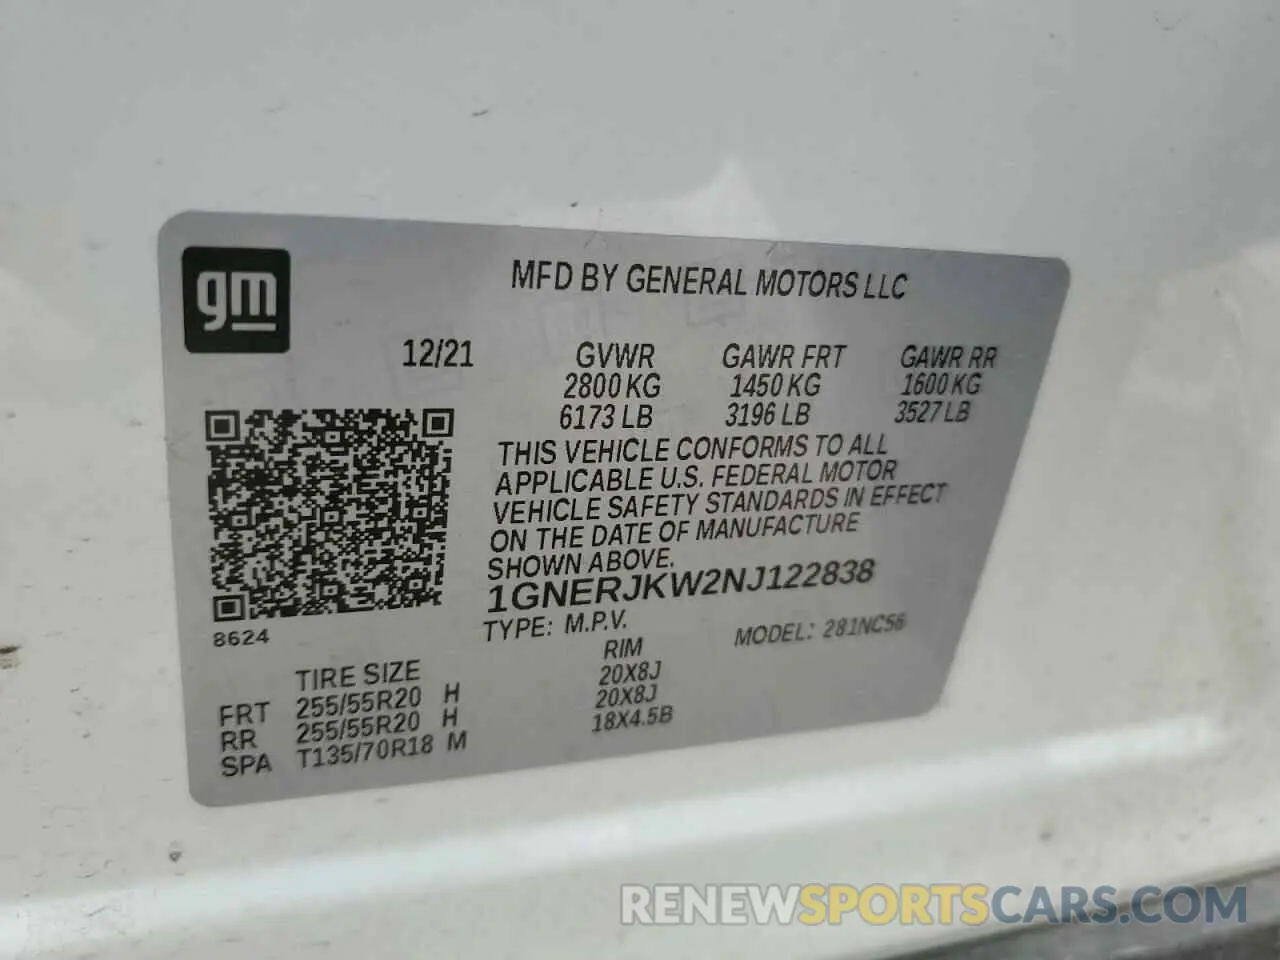 gm
MFD BY GENERAL MOTORS LLC
12/21 GVWR GAWR FRT GAWR RR
2800 KG 1450 KG 1600 KG
6173 LB 3196 LB 3527 LB
THIS VEHICLE CONFORMS TO ALL
APPLICABLE U.S. FEDERAL MOTOR
VEHICLE SAFETY STANDARDS IN EFFECT
ON THE DATE OF MANUFACTURE
SHOWN ABOVE.
1GNERJKW2NJ122838
8624
TYPE: M.P.V. MODEL: 281NC56
TIRE SIZE RIM
FRT 255/55R20 H 20X8J
RR 255/55R20 H 20X8J
SPA T135/70R18 M 18X4.5B
RENEWSPORTSCARS.COM